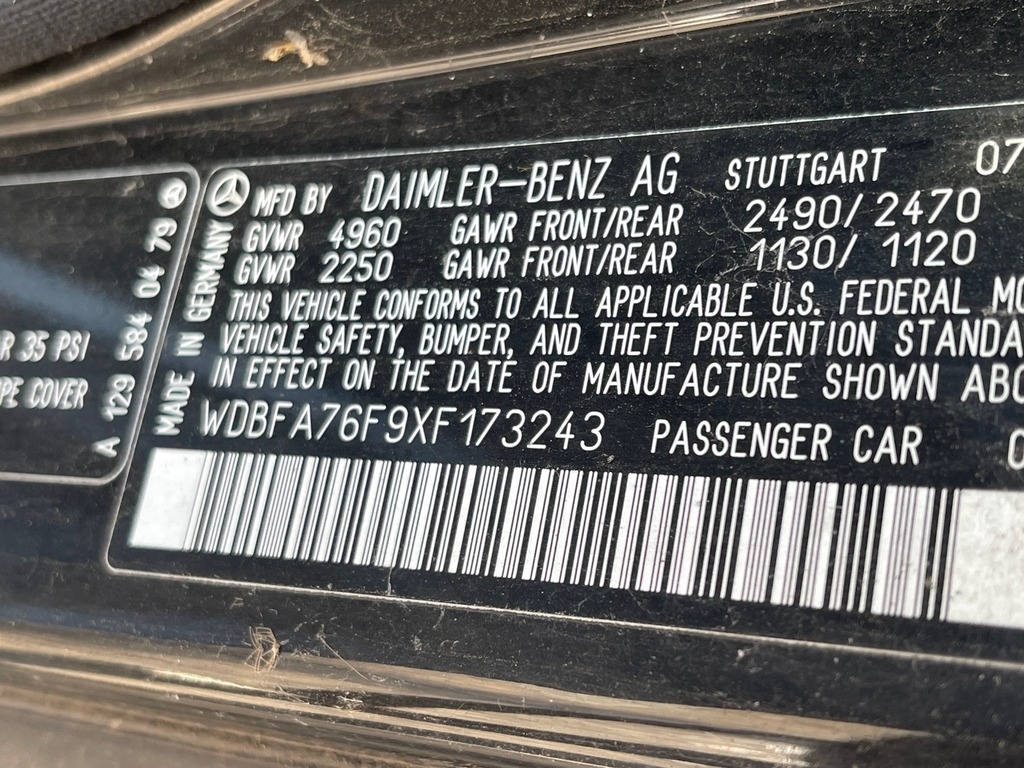 R 35 PSI
PE COVER
A 129 584 04 79
MADE IN GERMANY
MFD BY DAIMLER-BENZ AG STUTTGART 07
GVWR 4960 GAWR FRONT/REAR 2490/2470
GVWR 2250 GAWR FRONT/REAR 1130/1120
THIS VEHICLE CONFORMS TO ALL APPLICABLE U.S. FEDERAL MO
VEHICLE SAFETY, BUMPER, AND THEFT PREVENTION STANDA
IN EFFECT ON THE DATE OF MANUFACTURE SHOWN ABO
WDBFA76F9XF173243 PASSENGER CAR